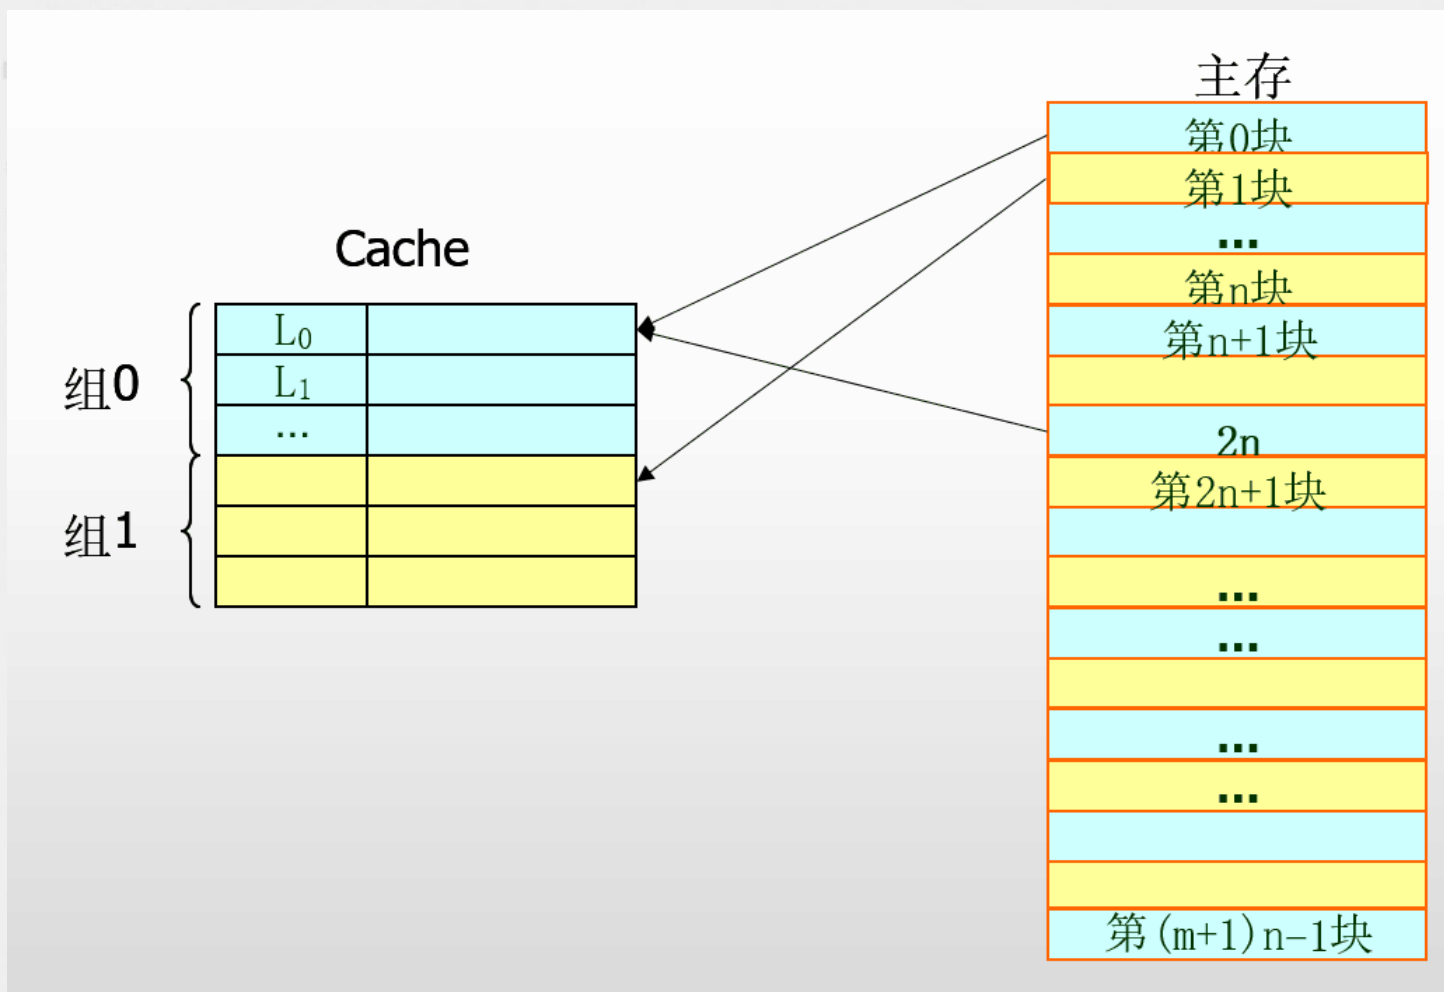 主存
第0块
第1块
...
第n块
第n+1块
2n
第2n+1块
...
...
...
...
第(m+1)n-1块
Cache
组0
L0
L1
...
组1